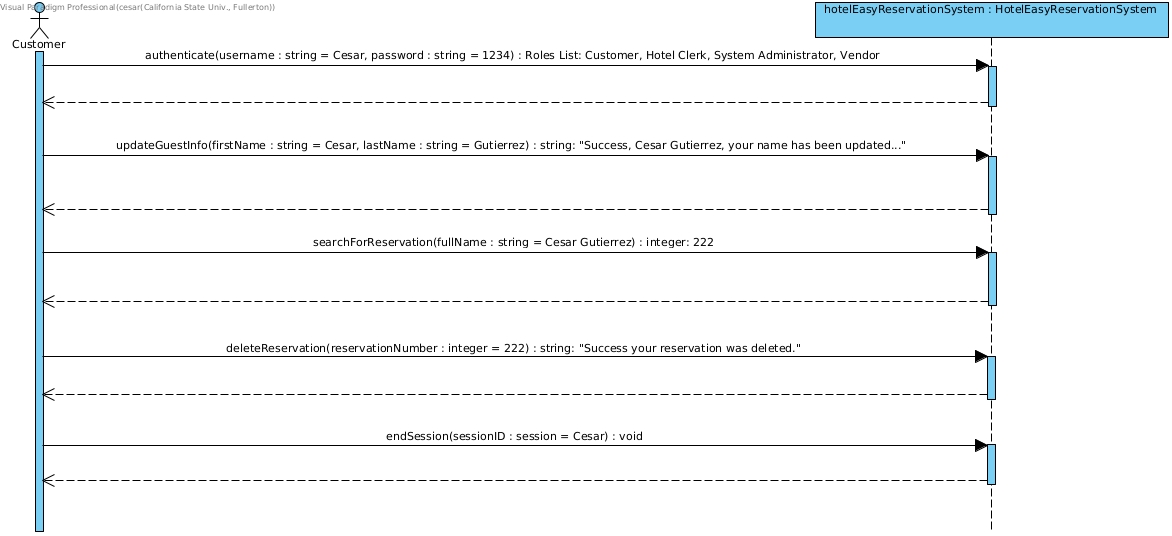 Visual Paradigm Professional(cesar(California State Univ., Fullerton))
hotelEasyReservationSystem : HotelEasyReservationSystem
Customer
authenticate(username : string = Cesar, password : string = 1234) : Roles List: Customer, Hotel Clerk, System Administrator, Vendor
updateGuestInfo(firstName : string = Cesar, lastName : string = Gutierrez) : string: "Success, Cesar Gutierrez, your name has been updated..."
searchForReservation(fullName : string = Cesar Gutierrez) : integer: 222
deleteReservation(reservationNumber : integer = 222) : string: "Success your reservation was deleted."
endSession(sessionID : session = Cesar) : void